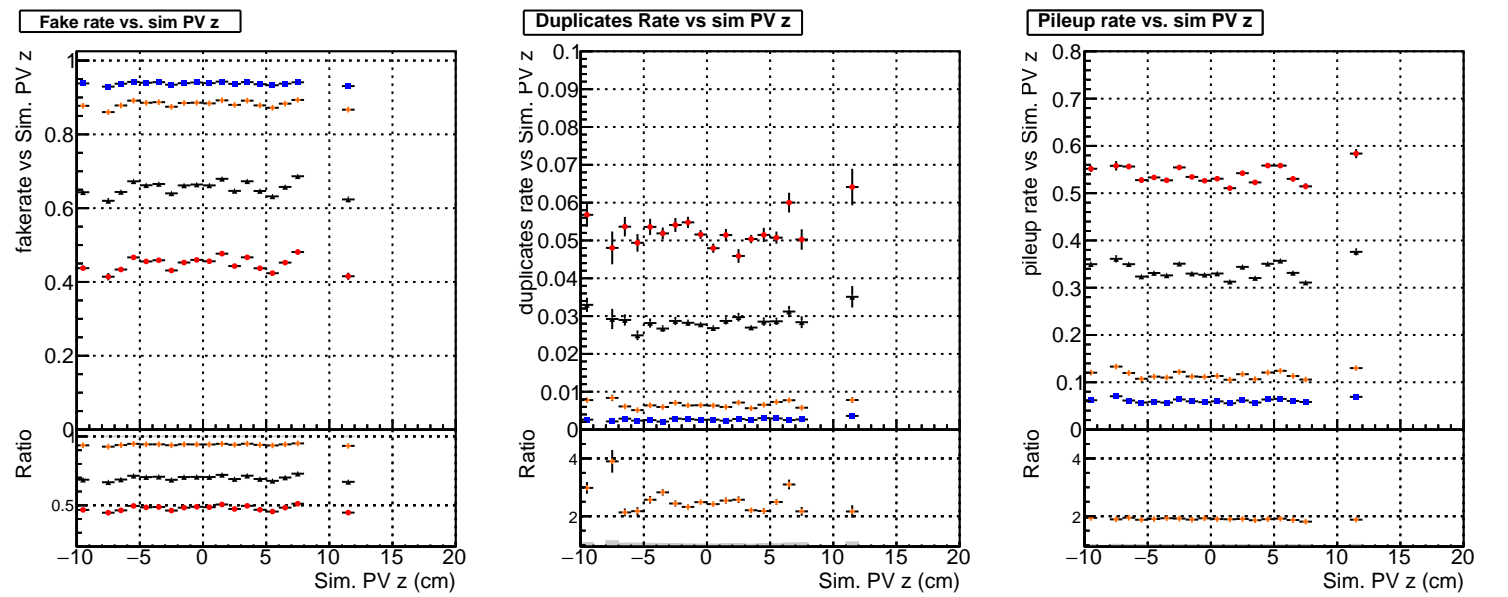 Fake rate vs. sim PV z
fakerate vs Sim. PV z
1
0.8
0.6
0.4
0.2
0
Ratio
0.5
−10 −5 0 5 10 15 20
Sim. PV z (cm)
Duplicates Rate vs sim PV z
duplicates rate vs Sim. PV z
0.1
0.09
0.08
0.07
0.06
0.05
0.04
0.03
0.02
0.01
0
Ratio
4
2
−10 −5 0 5 10 15 20
Sim. PV z (cm)
Pileup rate vs. sim PV z
pileup rate vs Sim. PV z
0.8
0.7
0.6
0.5
0.4
0.3
0.2
0.1
0
Ratio
4
2
−10 −5 0 5 10 15 20
Sim. PV z (cm)